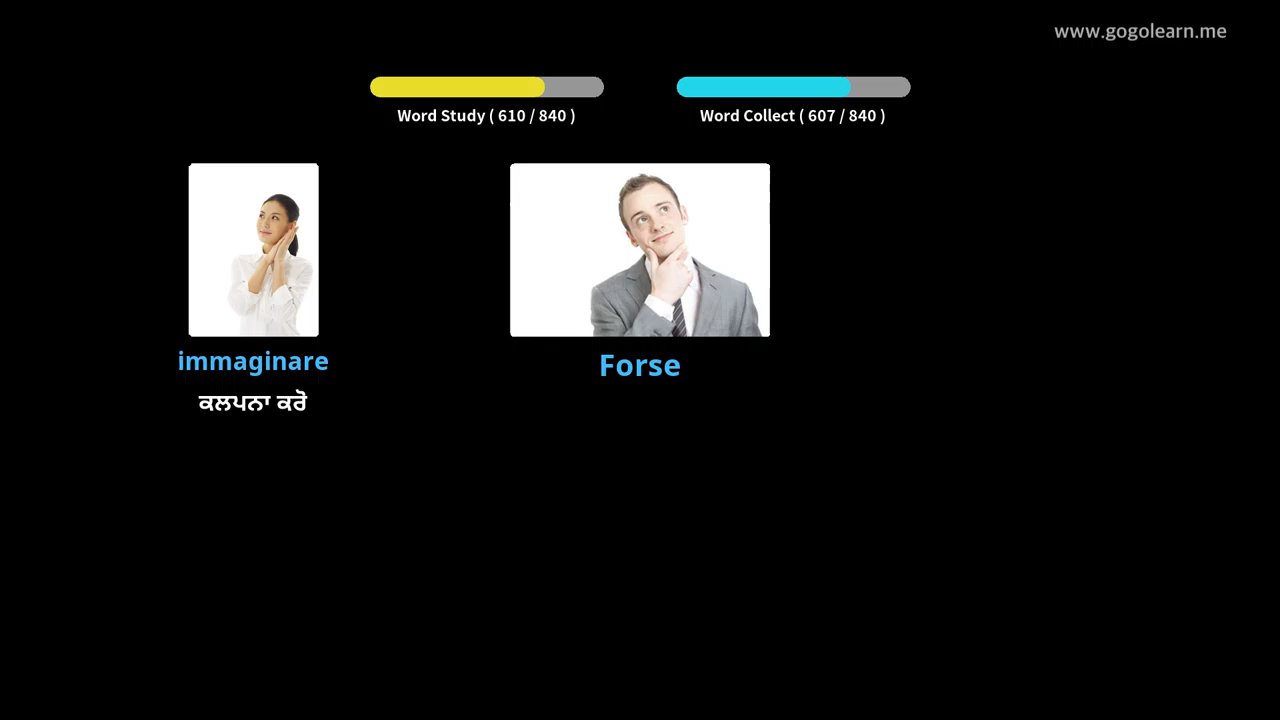 www.gogolearn.me
Word Study ( 610 / 840 )
Word Collect ( 607 / 840 )
immaginare
ਕਲਪਨਾ ਕਰੋ
Forse